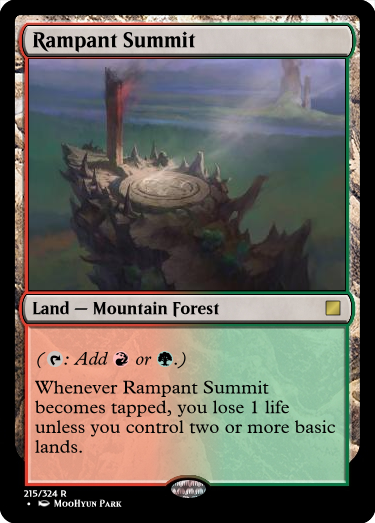 Rampant Summit
Land — Mountain Forest
( : Add or .)
Whenever Rampant Summit
becomes tapped, you lose 1 life
unless you control two or more basic
lands.
215/324 R
• MooHyun Park